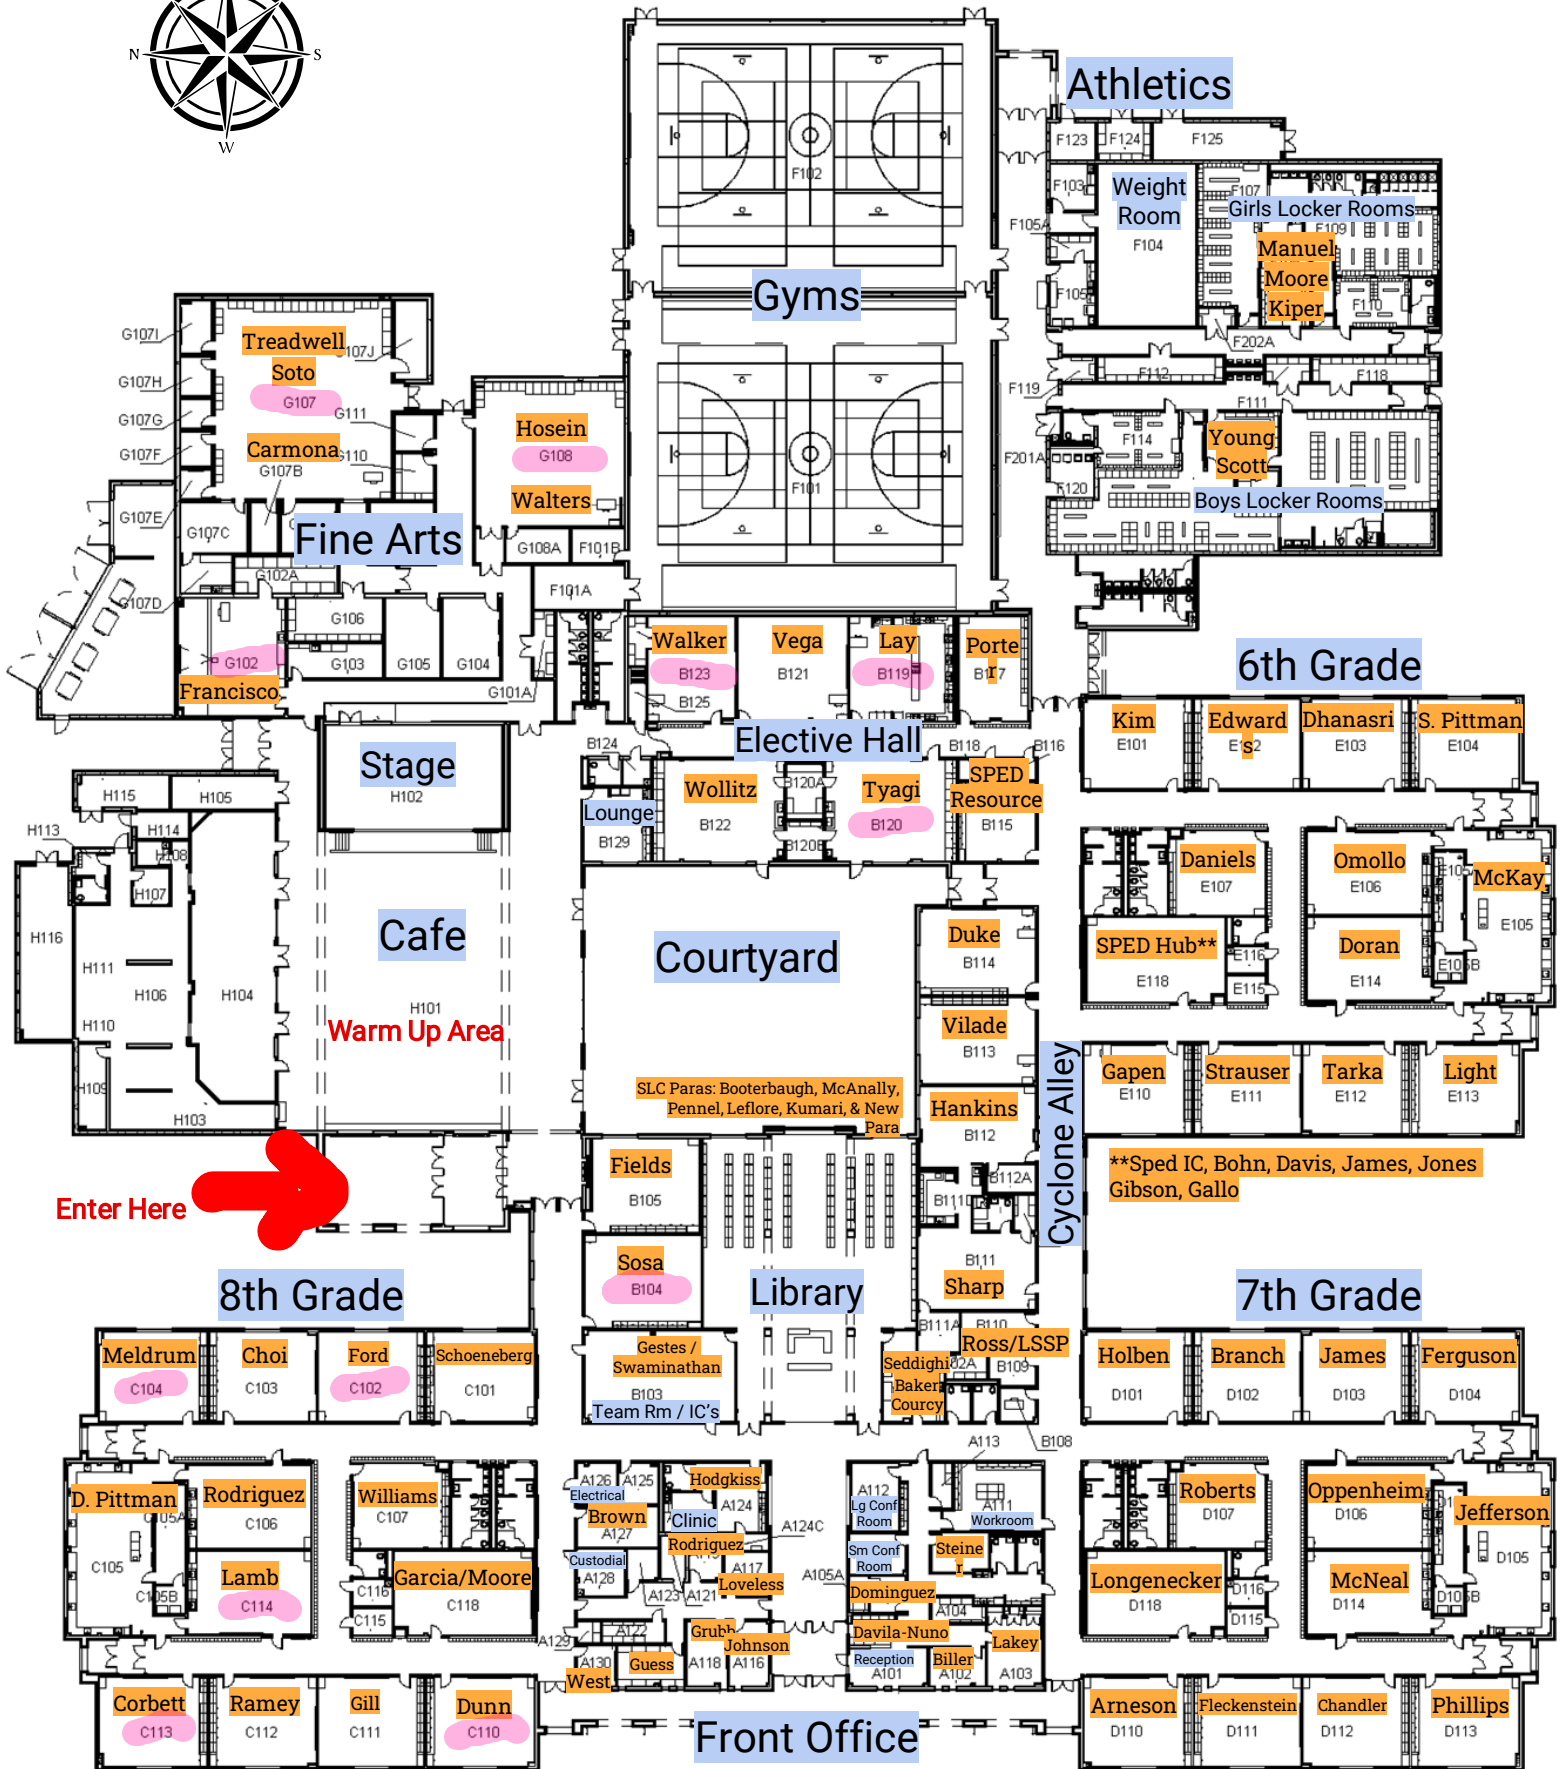 N
S
W
Athletics
F123
F124
F125
F102
F103
Weight
Room
F104
F107
Girls Locker Rooms
F109
F105A
Manuel
Moore
Kiper
F105
F110
Gyms
F202A
F119
F112
F118
F111
G107I
Treadwell
G107J
Soto
G107H
G107
G107G
G111
Carmona
G110
G107F
G107B
Hosein
G108
Walters
F101
F114
Young
Scott
F201A
F120
Boys Locker Rooms
G107E
G107C
Fine Arts
G108A
F101B
G102A
F101A
G107D
G106
G102
G103
G105
G104
Francisco
G101A
Walker
B123
B125
Vega
B121
Lay
B119
Porte
r
B117
6th Grade
Kim
E101
Edward
s
E102
Dhanasri
E103
S. Pittman
E104
Stage
H102
B124
Elective Hall
B118
B116
H115
H105
Lounge
B129
Wollitz
B122
B120A
B120B
Tyagi
B120
SPED
Resource
B115
H113
H114
H108
H107
H116
H111
H106
H104
H110
H109
H103
Cafe
H101
Warm Up Area
Courtyard
Duke
B114
Vilade
B113
Daniels
E107
Omollo
E106
McKay
E105
SPED Hub**
E118
E116
E115
Doran
E114
E105B
SLC Paras: Booterbaugh, McAnally,
Pennel, Leflore, Kumari, & New
Para
Hankins
B112
Cyclone Alley
Gapen
E110
Strauser
E111
Tarka
E112
Light
E113
Fields
B105
B112A
B111D
**Sped IC, Bohn, Davis, James, Jones
Gibson, Gallo
Enter Here
Sosa
B104
Library
B111
Sharp
8th Grade
7th Grade
B111A
B110
Ross/LSSP
B109
Gestes /
Swaminathan
B103
Team Rm / IC's
Seddighi
Baker
Courcy
B108
Meldrum
C104
Choi
C103
Ford
C102
Schoeneberg
C101
Holben
D101
Branch
D102
James
D103
Ferguson
D104
D. Pittman
C105A
C105
C105B
Rodriguez
C106
Williams
C107
Lamb
C114
C116
C115
Garcia/Moore
C118
A126
A125
Electrical
Brown
A127
Custodial
A128
Hodgkiss
A124
Clinic
Rodriguez
A117
Loveless
A123
A121
A124C
A105A
A113
A112
Lg Conf
Room
A111
Workroom
Sm Conf
Room
Steine
r
Dominguez
A104
Davila-Nuno
Reception
A101
Biller
A102
Lakey
A103
A129
A122
A130
West
Guess
Grubb
A118
Johnson
A116
Roberts
D107
Oppenheim
D106
Jefferson
D105
Longenecker
D118
D116
D115
McNeal
D114
D105B
Corbett
C113
Ramey
C112
Gill
C111
Dunn
C110
Front Office
Arneson
D110
Fleckenstein
D111
Chandler
D112
Phillips
D113